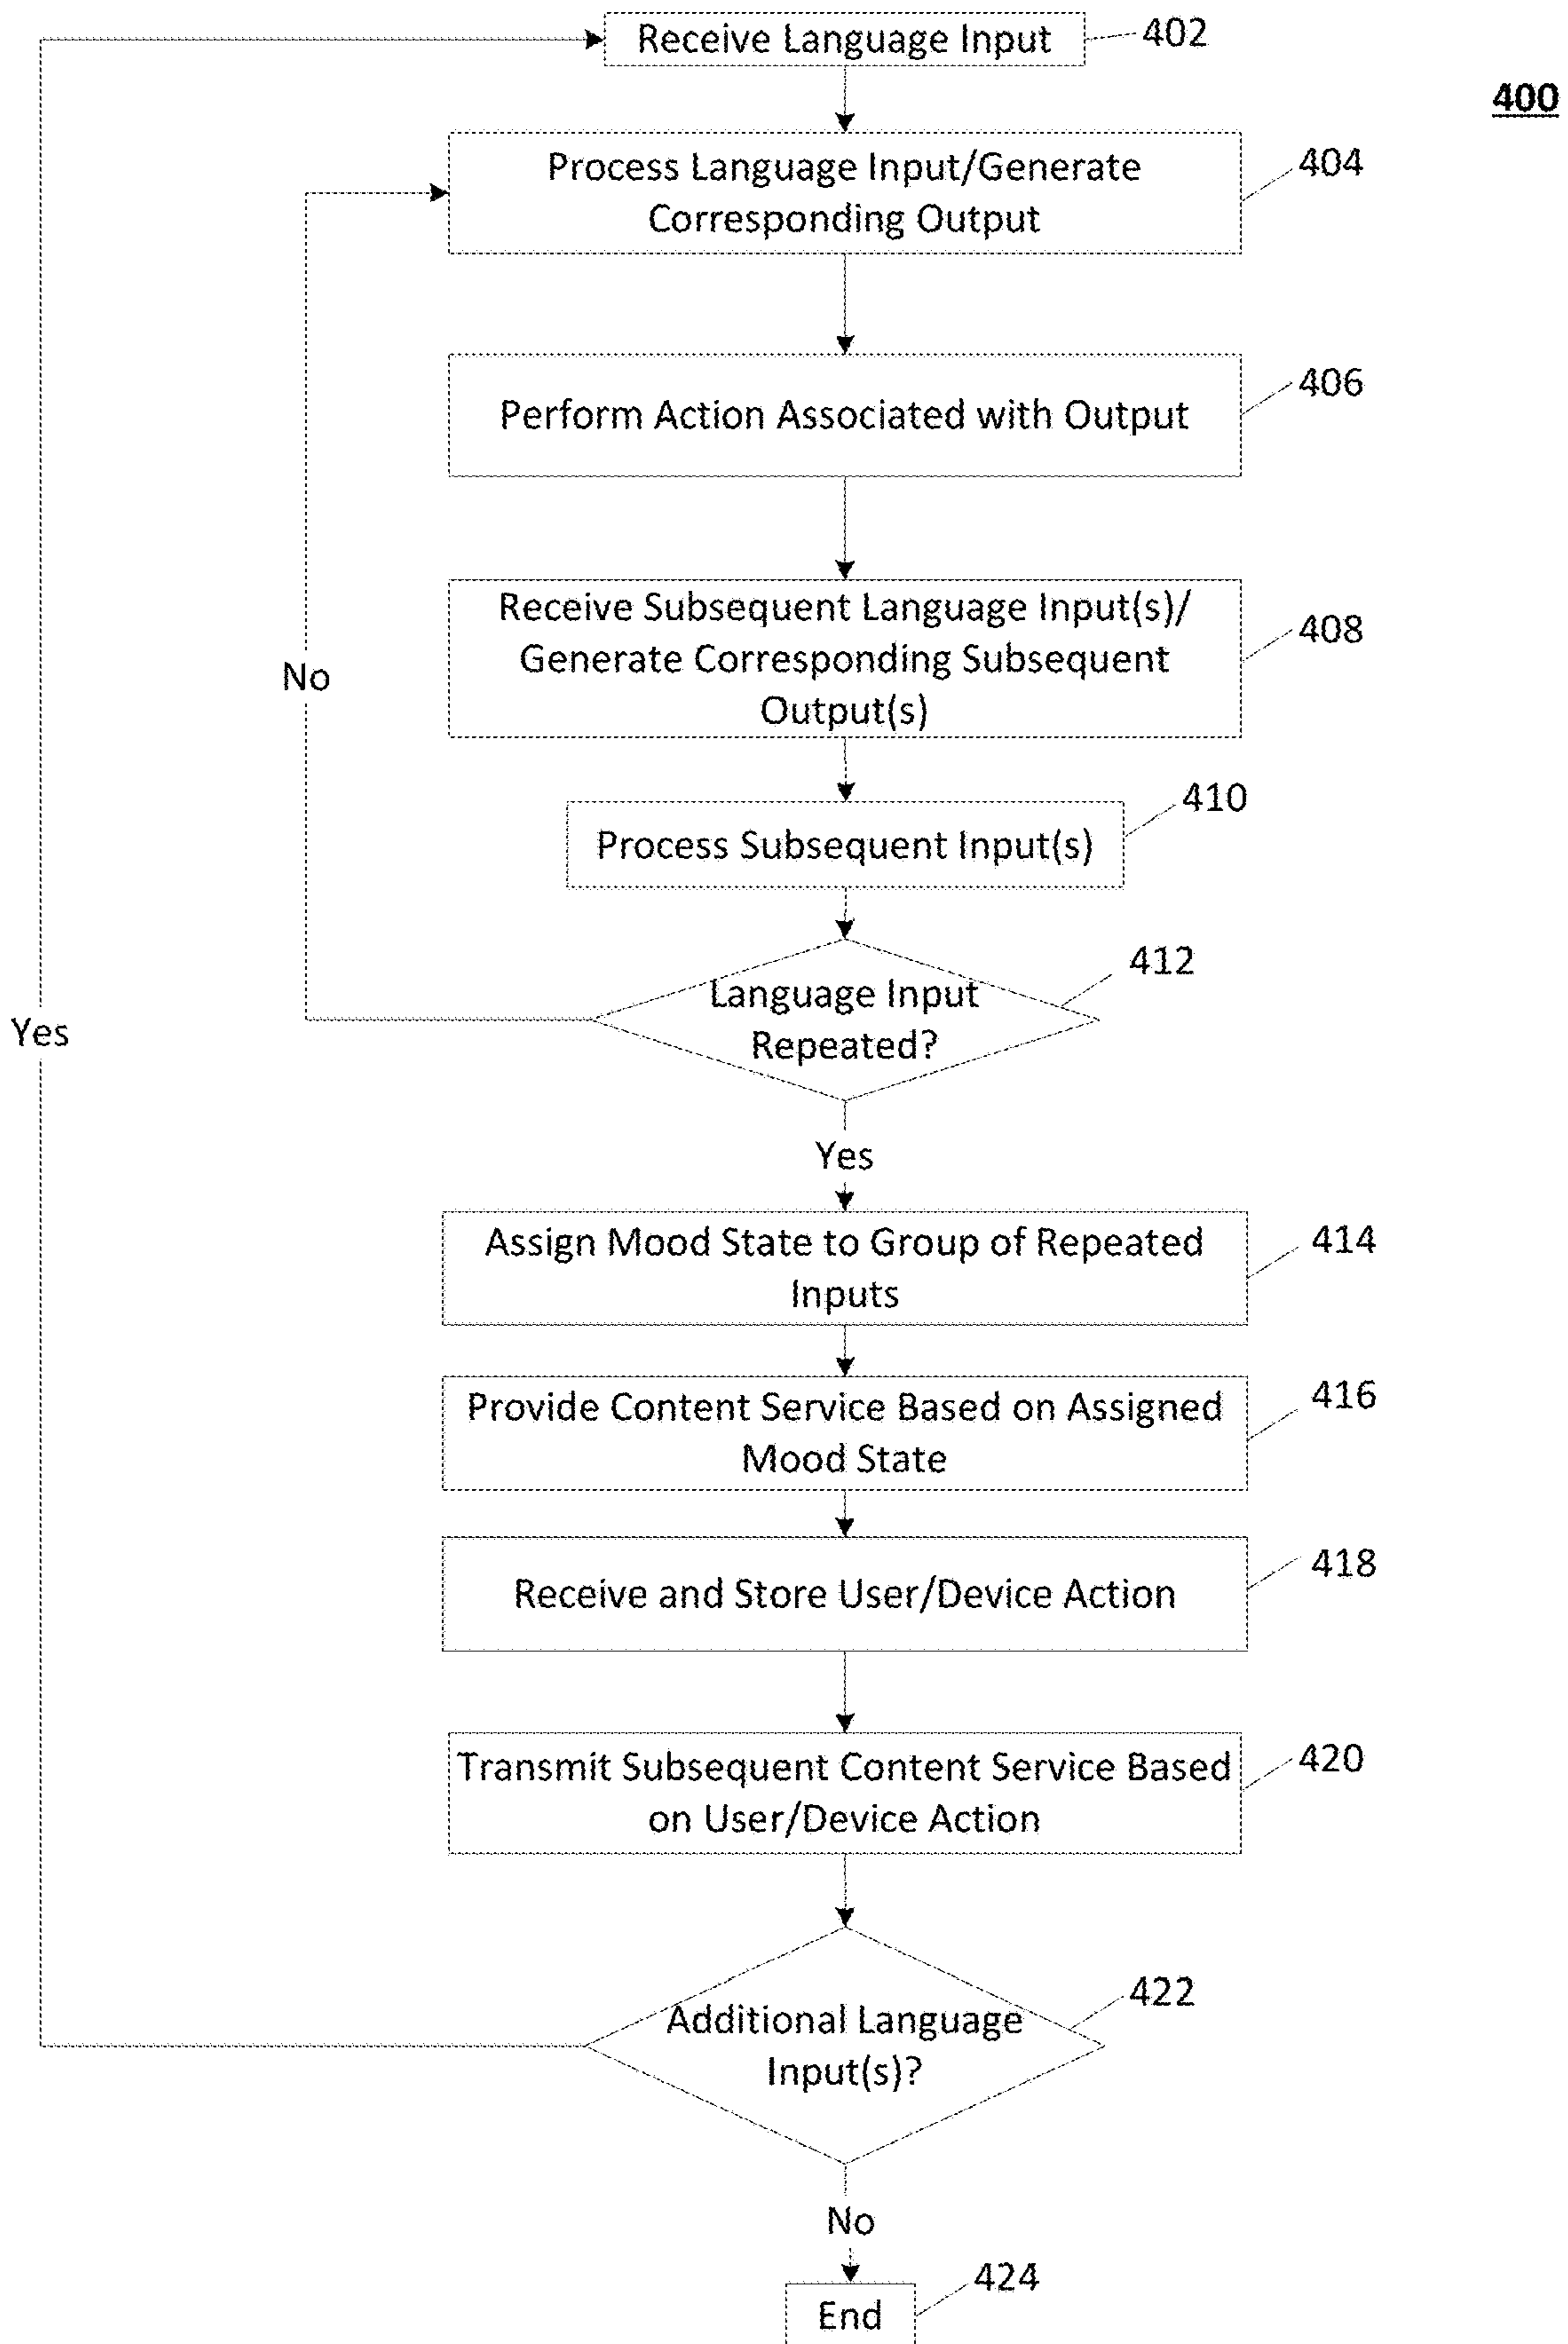 Receive Language Input
402
400
Process Language Input/Generate
Corresponding Output
404
Perform Action Associated with Output
406
Receive Subsequent Language Input(s)/
Generate Corresponding Subsequent
Output(s)
408
No
Process Subsequent Input(s)
410
Language Input
Repeated?
412
Yes
Yes
Assign Mood State to Group of Repeated
Inputs
414
Provide Content Service Based on Assigned
Mood State
416
Receive and Store User/Device Action
418
Transmit Subsequent Content Service Based
on User/Device Action
420
Additional Language
Input(s)?
422
No
End
424